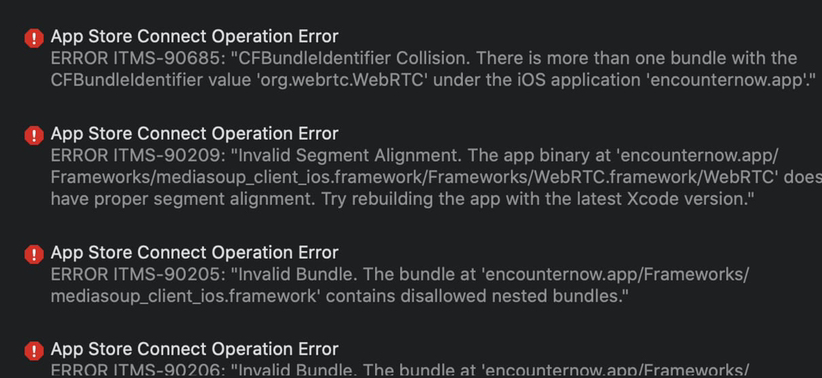 App Store Connect Operation Error
ERROR ITMS-90685: "CFBundleIdentifier Collision. There is more than one bundle with the
CFBundleIdentifier value 'org.webrtc.WebRTC' under the iOS application 'encounternow.app'."
App Store Connect Operation Error
ERROR ITMS-90209: "Invalid Segment Alignment. The app binary at 'encounternow.app/
Frameworks/mediasoup_client_ios.framework/Frameworks/WebRTC.framework/WebRTC' does
have proper segment alignment. Try rebuilding the app with the latest Xcode version."
App Store Connect Operation Error
ERROR ITMS-90205: "Invalid Bundle. The bundle at 'encounternow.app/Frameworks/
mediasoup_client_ios.framework' contains disallowed nested bundles."
App Store Connect Operation Error
ERROR ITMS-90206: "Invalid Bundle. The bundle at 'encounternow.app/Frameworks/